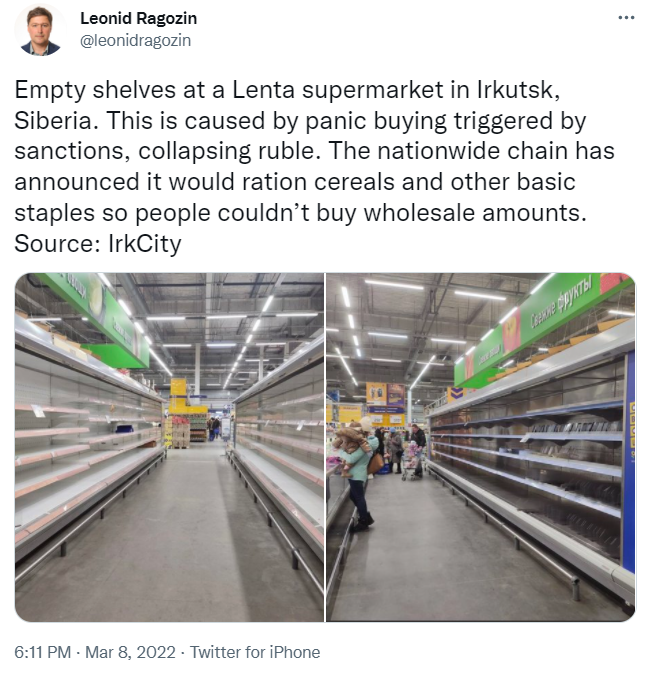 Leonid Ragozin
@leonidragozin
Empty shelves at a Lenta supermarket in Irkutsk,
Siberia. This is caused by panic buying triggered by
sanctions, collapsing ruble. The nationwide chain has
announced it would ration cereals and other basic
staples so people couldn’t buy wholesale amounts.
Source: IrkCity
Свежие фрукты
6:11 PM · Mar 8, 2022 · Twitter for iPhone